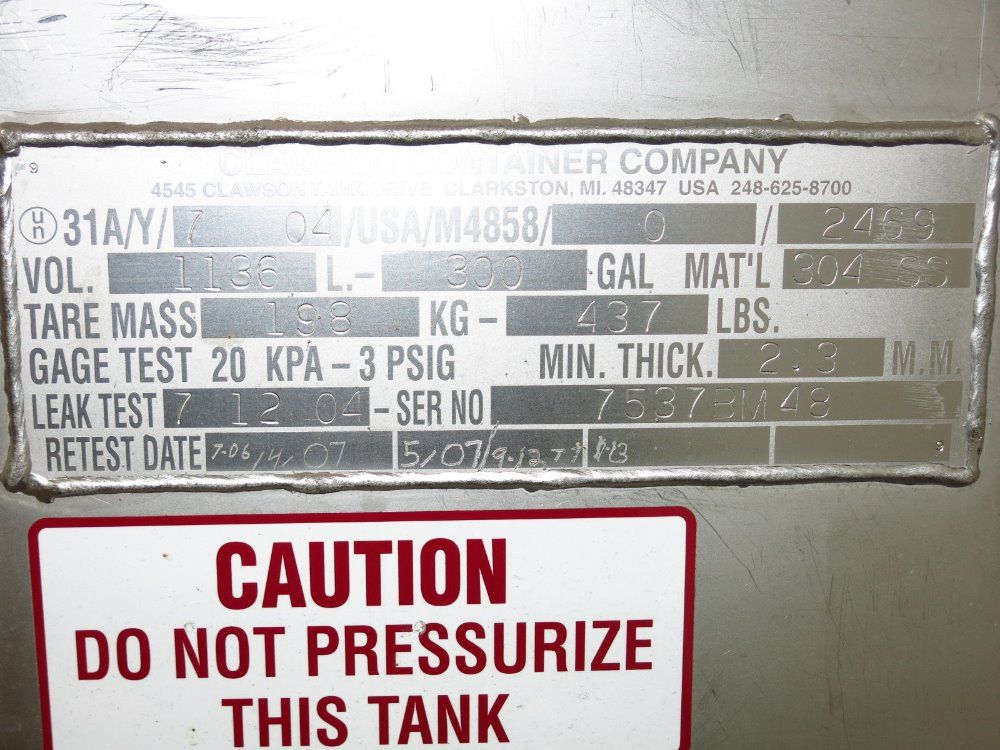 CONTAINER COMPANY
4545 CLAWSON TANK DRIVE CLARKSTON, MI. 48347 USA 248-625-8700
un 31A/Y/ 7 04 /USA/M4858/ 0 / 2469
VOL. 1136 L.- 300 GAL MAT'L 304 SS
TARE MASS 198 KG - 437 LBS.
GAGE TEST 20 KPA - 3 PSIG MIN. THICK. 2.3 M.M.
LEAK TEST 7 12 04 - SER NO 7537BM48
RETEST DATE 7-06 /4/07 5/07/9-12
CAUTION
DO NOT PRESSURIZE
THIS TANK